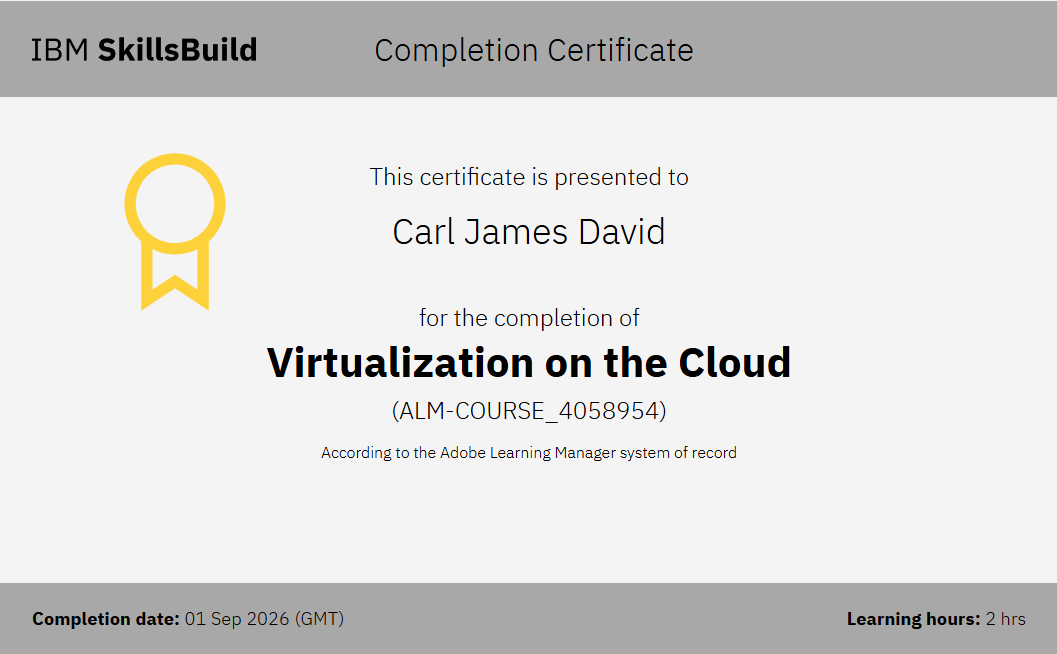 IBM SkillsBuild
Completion Certificate
This certificate is presented to
Carl James David
for the completion of
Virtualization on the Cloud
(ALM-COURSE_4058954)
According to the Adobe Learning Manager system of record
Completion date: 01 Sep 2026 (GMT)
Learning hours: 2 hrs